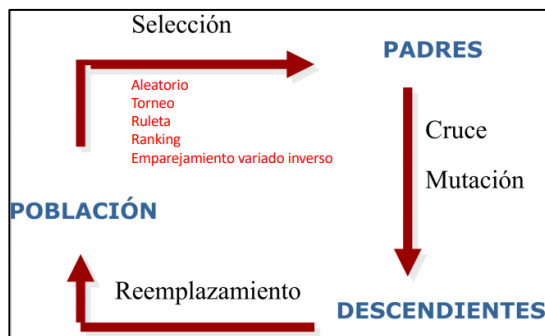 Selección
PADRES
Aleatorio
Torneo
Ruleta
Ranking
Emparejamiento variado inverso
Cruce
Mutación
POBLACIÓN
Reemplazamiento
DESCENDIENTES